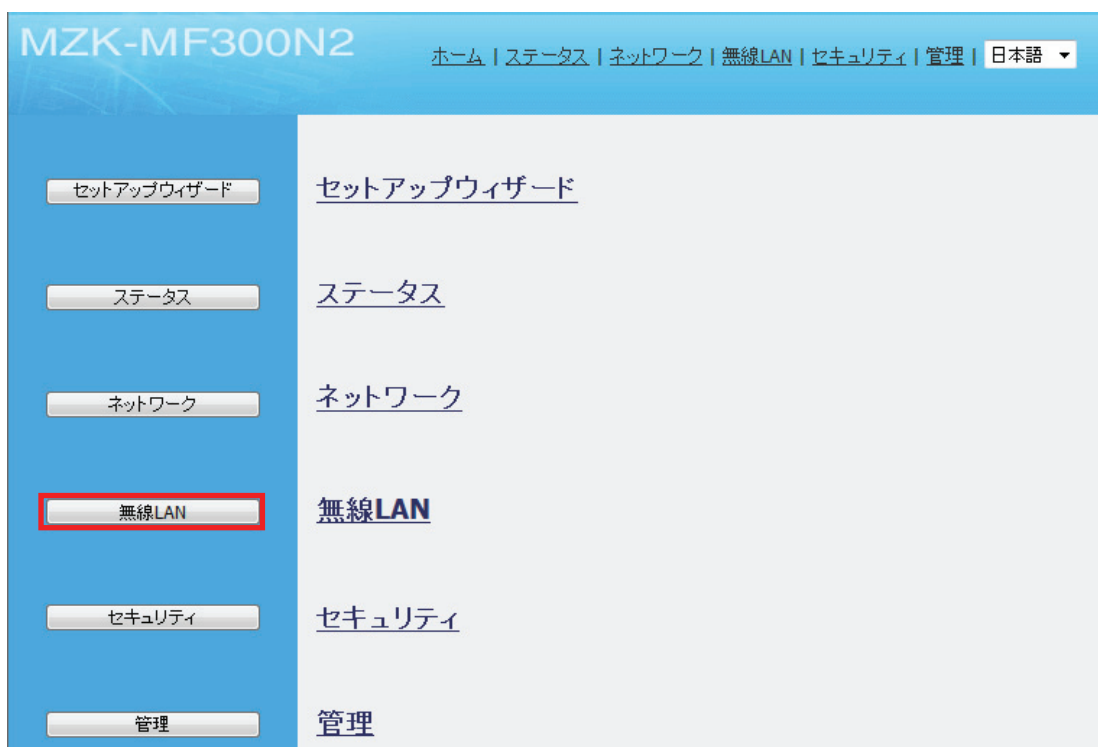 MZK-MF300N2
ホーム | ステータス | ネットワーク | 無線LAN | セキュリティ | 管理 | 日本語
セットアップウィザード
セットアップウィザード
ステータス
ステータス
ネットワーク
ネットワーク
無線LAN
無線LAN
セキュリティ
セキュリティ
管理
管理